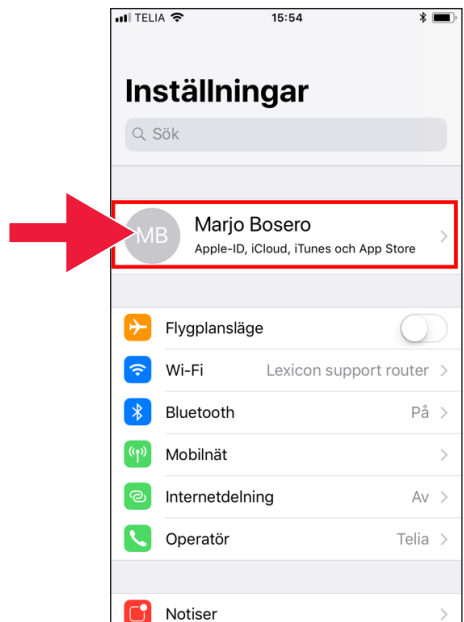 TELIA 15:54
Inställningar
Sök
MB Marjo Bosero
Apple-ID, iCloud, iTunes och App Store
Flygplansläge
Wi-Fi Lexicon support router
Bluetooth På
Mobilnät
Internetdelning Av
Operatör Telia
Notiser